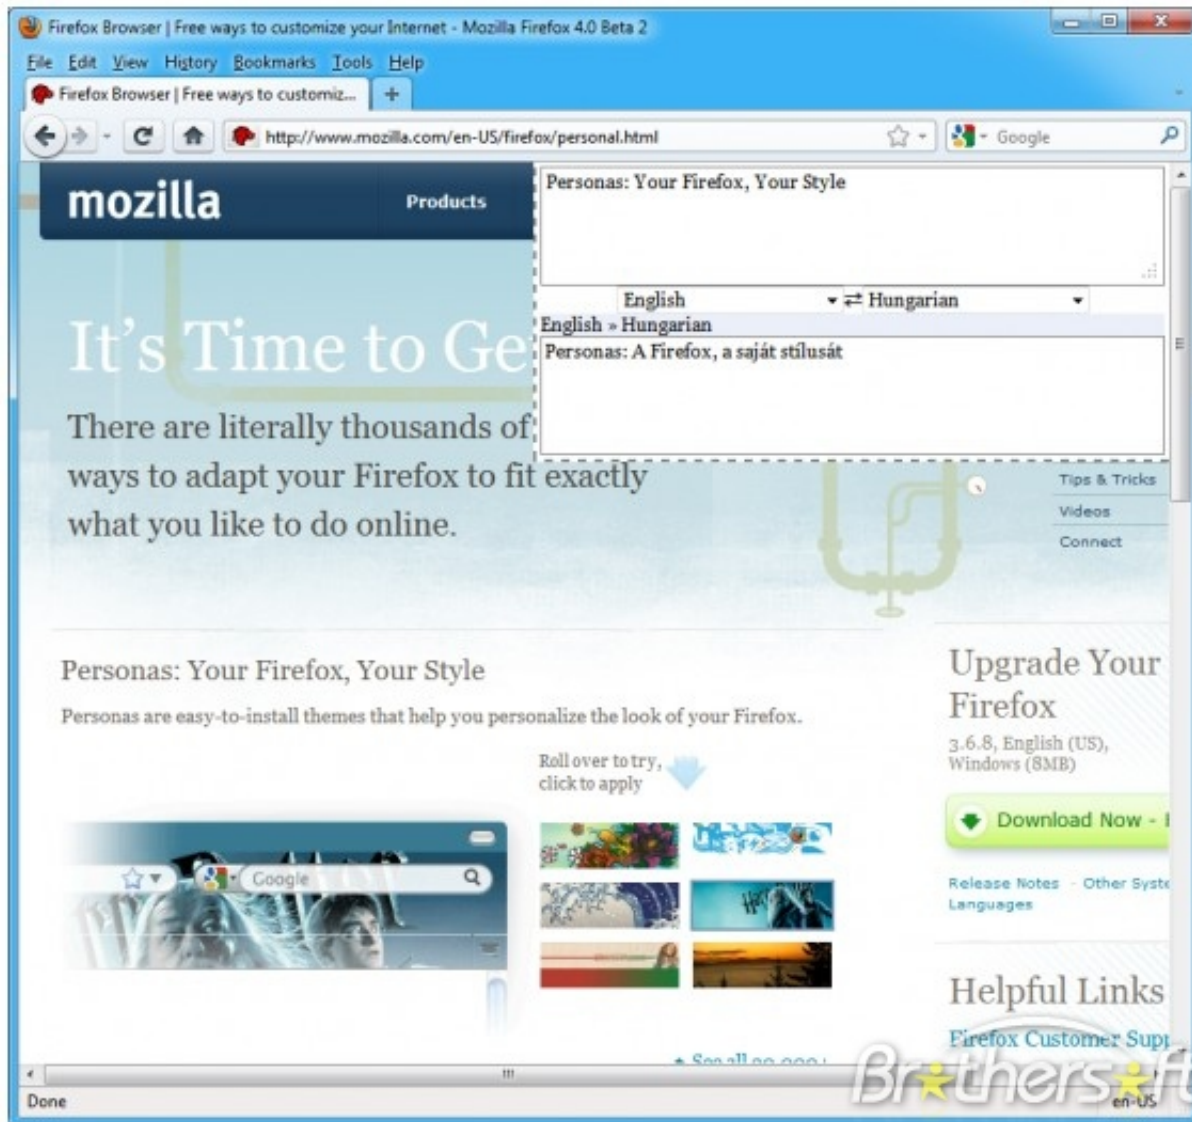 Firefox Browser | Free ways to customize your Internet - Mozilla Firefox 4.0 Beta 2
File Edit View History Bookmarks Tools Help
Firefox Browser | Free ways to customiz... +
http://www.mozilla.com/en-US/firefox/personal.html Google
mozilla Products
Personas: Your Firefox, Your Style
English ⇄ Hungarian
English » Hungarian
Personas: A Firefox, a saját stílusát
It's Time to Ge
There are literally thousands of
ways to adapt your Firefox to fit exactly
what you like to do online.
Tips & Tricks
Videos
Connect
Personas: Your Firefox, Your Style
Personas are easy-to-install themes that help you personalize the look of your Firefox.
Roll over to try,
click to apply
Google
Upgrade Your
Firefox
3.6.8, English (US),
Windows (8MB)
Download Now -
Release Notes - Other Syste
Languages
Helpful Links
Firefox Customer Supp
Brothersoft
Done
en-US